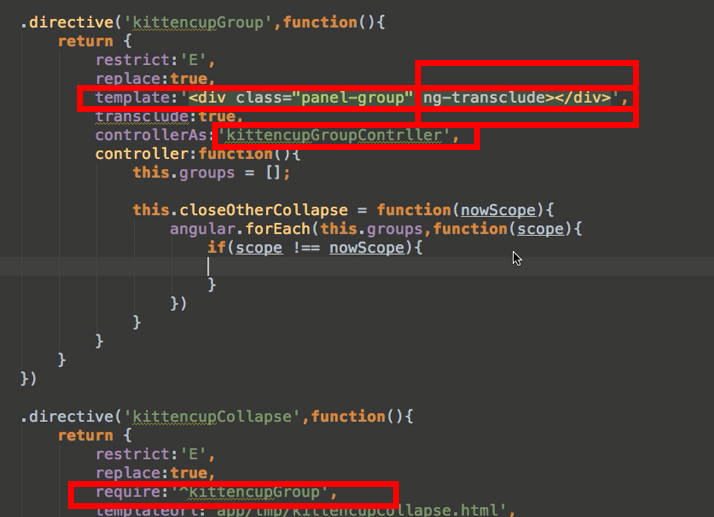 .directive('kittencupGroup',function(){
return {
restrict:'E',
replace:true,
template:'<div class="panel-group" ng-transclude></div>',
transclude:true,
controllerAs:'kittencupGroupContrller',
controller:function(){
this.groups = [];
this.closeOtherCollapse = function(nowScope){
angular.forEach(this.groups,function(scope){
if(scope !== nowScope){
}
})
}
}
}
})
.directive('kittencupCollapse',function(){
return {
restrict:'E',
replace:true,
require:'^kittencupGroup',
templateUrl:'app/tmp/kittencupCollapse.html',